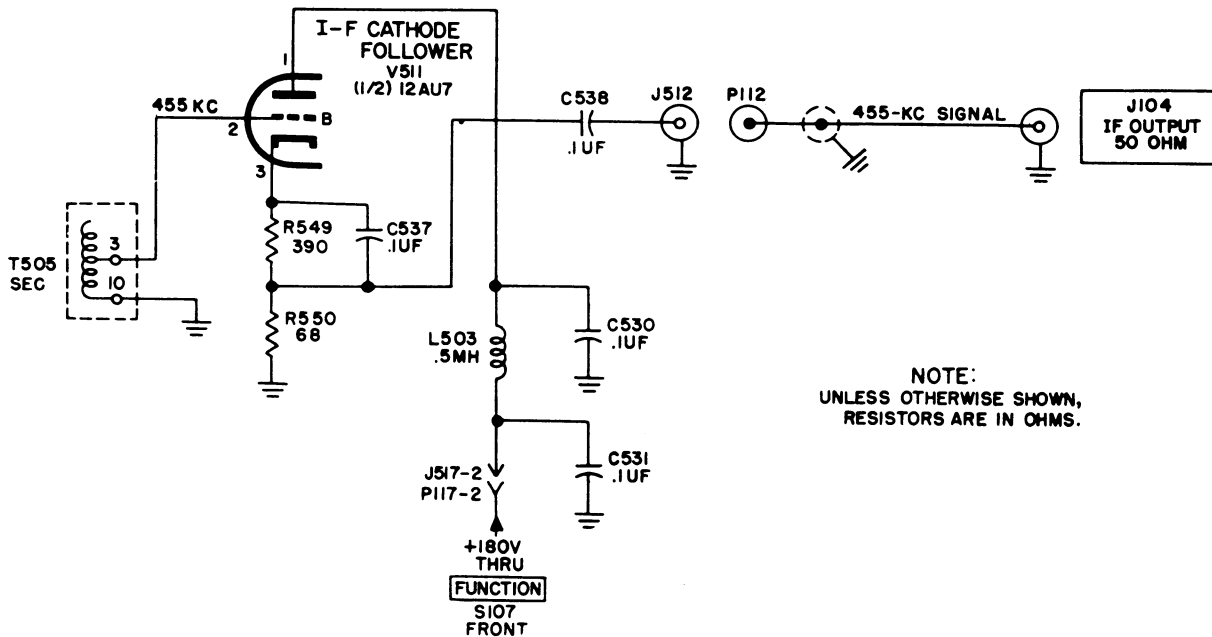 I-F CATHODE
FOLLOWER
V511
(1/2) 12AU7
1
455 KC
2
B
3
C538
.1UF
J512
P112
455-KC SIGNAL
J104
IF OUTPUT
50 OHM
T505
SEC
3
10
R549
390
C537
.1UF
R550
68
L503
.5MH
C530
.1UF
C531
.1UF
J517-2
P117-2
+180V
THRU
FUNCTION
S107
FRONT
NOTE:
UNLESS OTHERWISE SHOWN,
RESISTORS ARE IN OHMS.